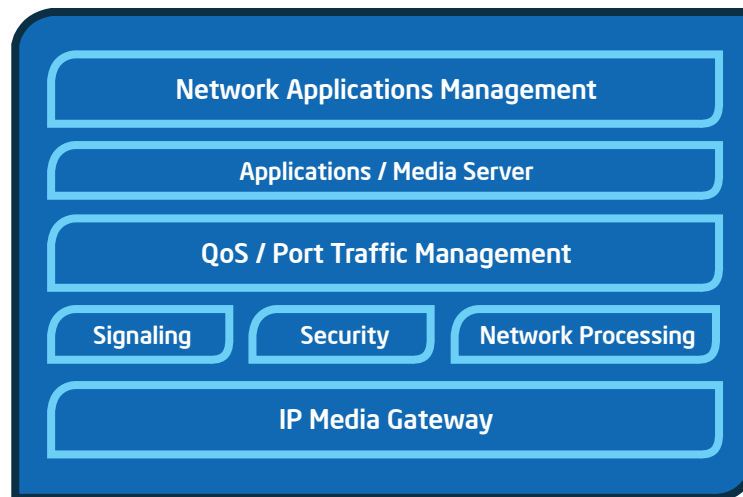 Network Applications Management
Applications / Media Server
QoS / Port Traffic Management
Signaling
Security
Network Processing
IP Media Gateway